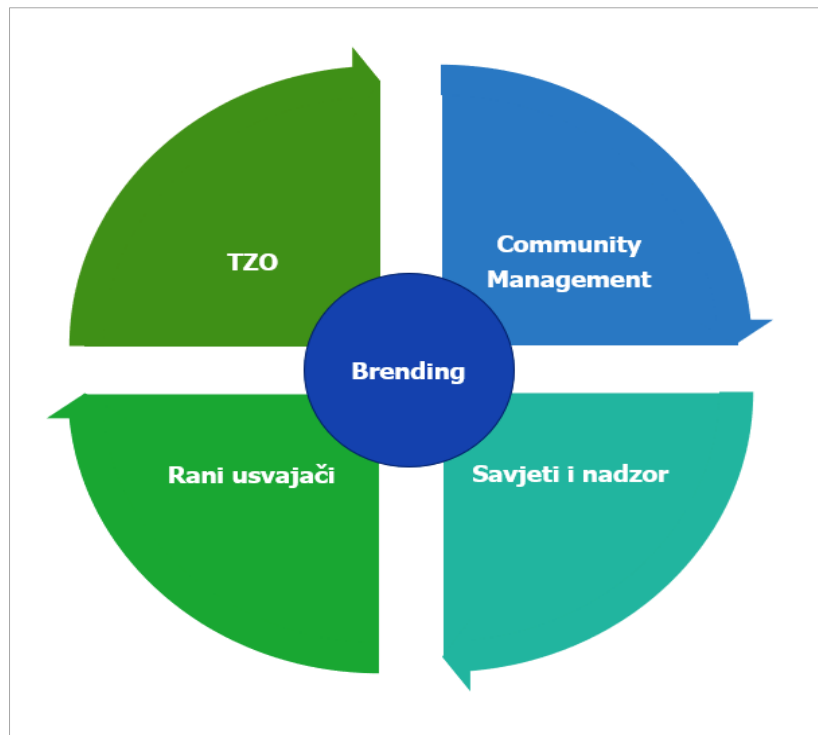 TZO
Community
Management
Brending
Rani usvajači
Savjeti i nadzor